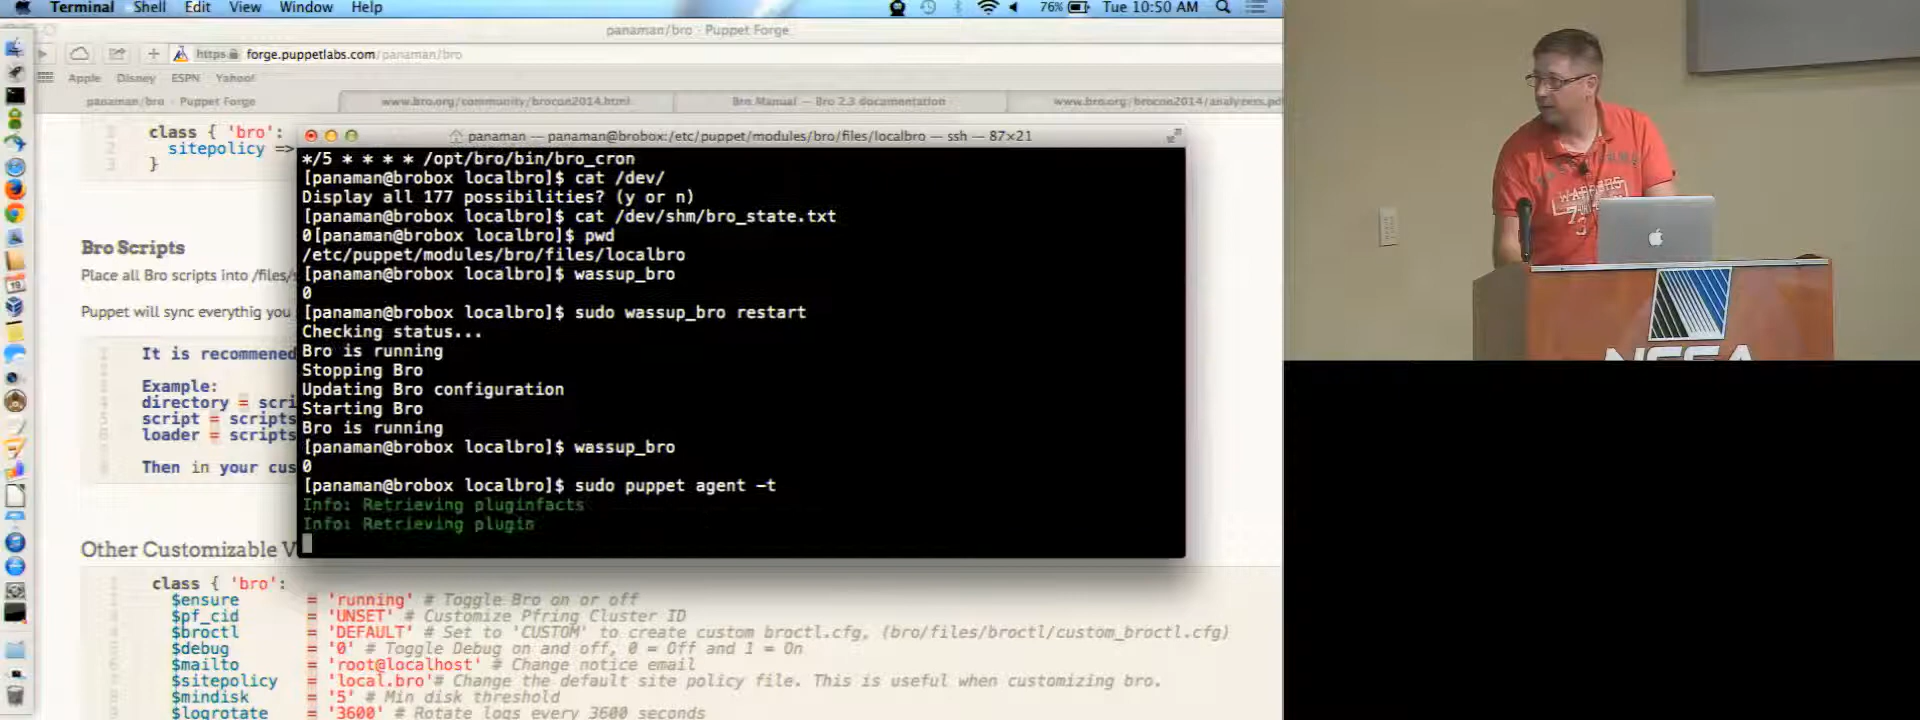 Terminal Shell Edit View Window Help
76% Tue 10:50 AM
panaman/bro - Puppet Forge
https forge.puppetlabs.com/panaman/bro
Apple Disney ESPN Yahoo!
panaman/bro - Puppet Forge
www.bro.org/community/brocon2014.html
Bro Manual — Bro 2.3 documentation
www.bro.org/brocon2014/analyzers.pd
class { 'bro':
2 sitepolicy =>
3 }
panaman — panaman@brobox:/etc/puppet/modules/bro/files/localbro — ssh — 87×21
*/5 * * * * /opt/bro/bin/bro_cron
[panaman@brobox localbro]$ cat /dev/
Display all 177 possibilities? (y or n)
[panaman@brobox localbro]$ cat /dev/shm/bro_state.txt
0[panaman@brobox localbro]$ pwd
/etc/puppet/modules/bro/files/localbro
[panaman@brobox localbro]$ wassup_bro
0
[panaman@brobox localbro]$ sudo wassup_bro restart
Checking status...
Bro is running
Stopping Bro
Updating Bro configuration
Starting Bro
Bro is running
[panaman@brobox localbro]$ wassup_bro
0
[panaman@brobox localbro]$ sudo puppet agent -t
Info: Retrieving pluginfacts
Info: Retrieving plugin
Bro Scripts
Place all Bro scripts into /files/
Puppet will sync everythig you
It is recommened
Example:
directory = scri
script = scripts
loader = scripts
Then in your cus
Other Customizable V
class { 'bro':
$ensure = 'running' # Toggle Bro on or off
$pf_cid = 'UNSET' # Customize Pfring Cluster ID
$broctl = 'DEFAULT' # Set to 'CUSTOM' to create custom broctl.cfg, (bro/files/broctl/custom_broctl.cfg)
$debug = '0' # Toggle Debug on and off, 0 = Off and 1 = On
$mailto = 'root@localhost' # Change notice email
$sitepolicy = 'local.bro'# Change the default site policy file. This is useful when customizing bro.
$mindisk = '5' # Min disk threshold
$logrotate = '3600' # Rotate logs every 3600 seconds
WARRIORS
NCSA